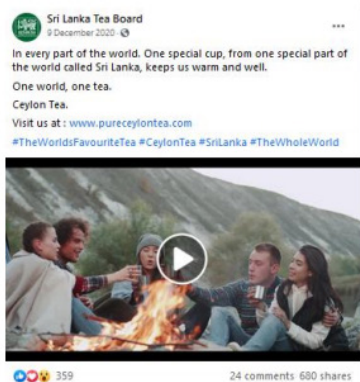 Sri Lanka Tea Board
9 December 2020
In every part of the world. One special cup, from one special part of
the world called Sri Lanka, keeps us warm and well.
One world, one tea.
Ceylon Tea.
Visit us at : www.pureceylontea.com
#TheWorldsFavouriteTea #CeylonTea #SriLanka #TheWholeWorld
359
24 comments 680 shares